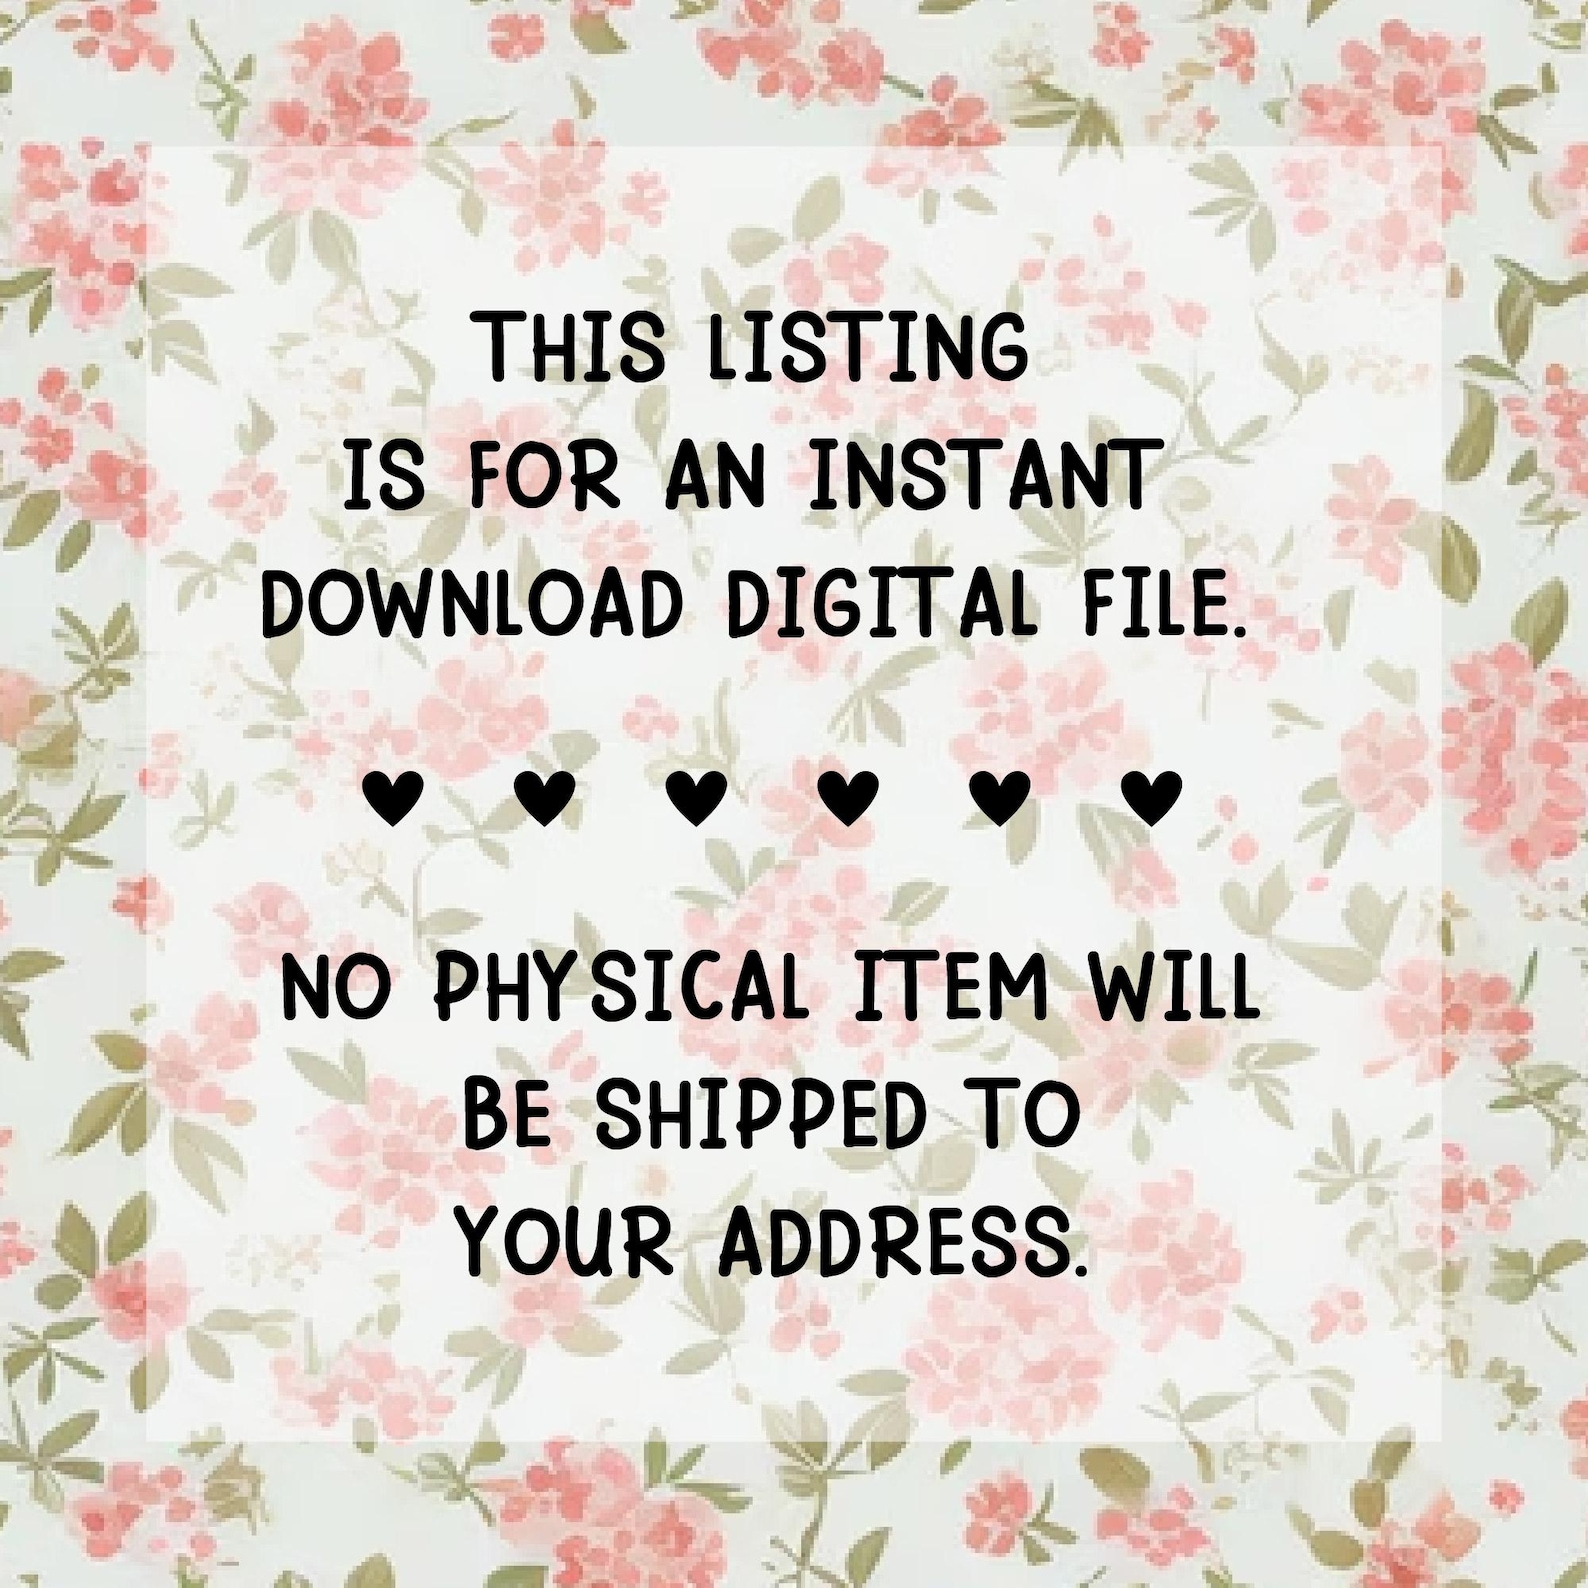 THIS LISTING
IS FOR AN INSTANT
DOWNLOAD DIGITAL FILE.
♥ ♥ ♥ ♥ ♥ ♥
NO PHYSICAL ITEM WILL
BE SHIPPED TO
YOUR ADDRESS.